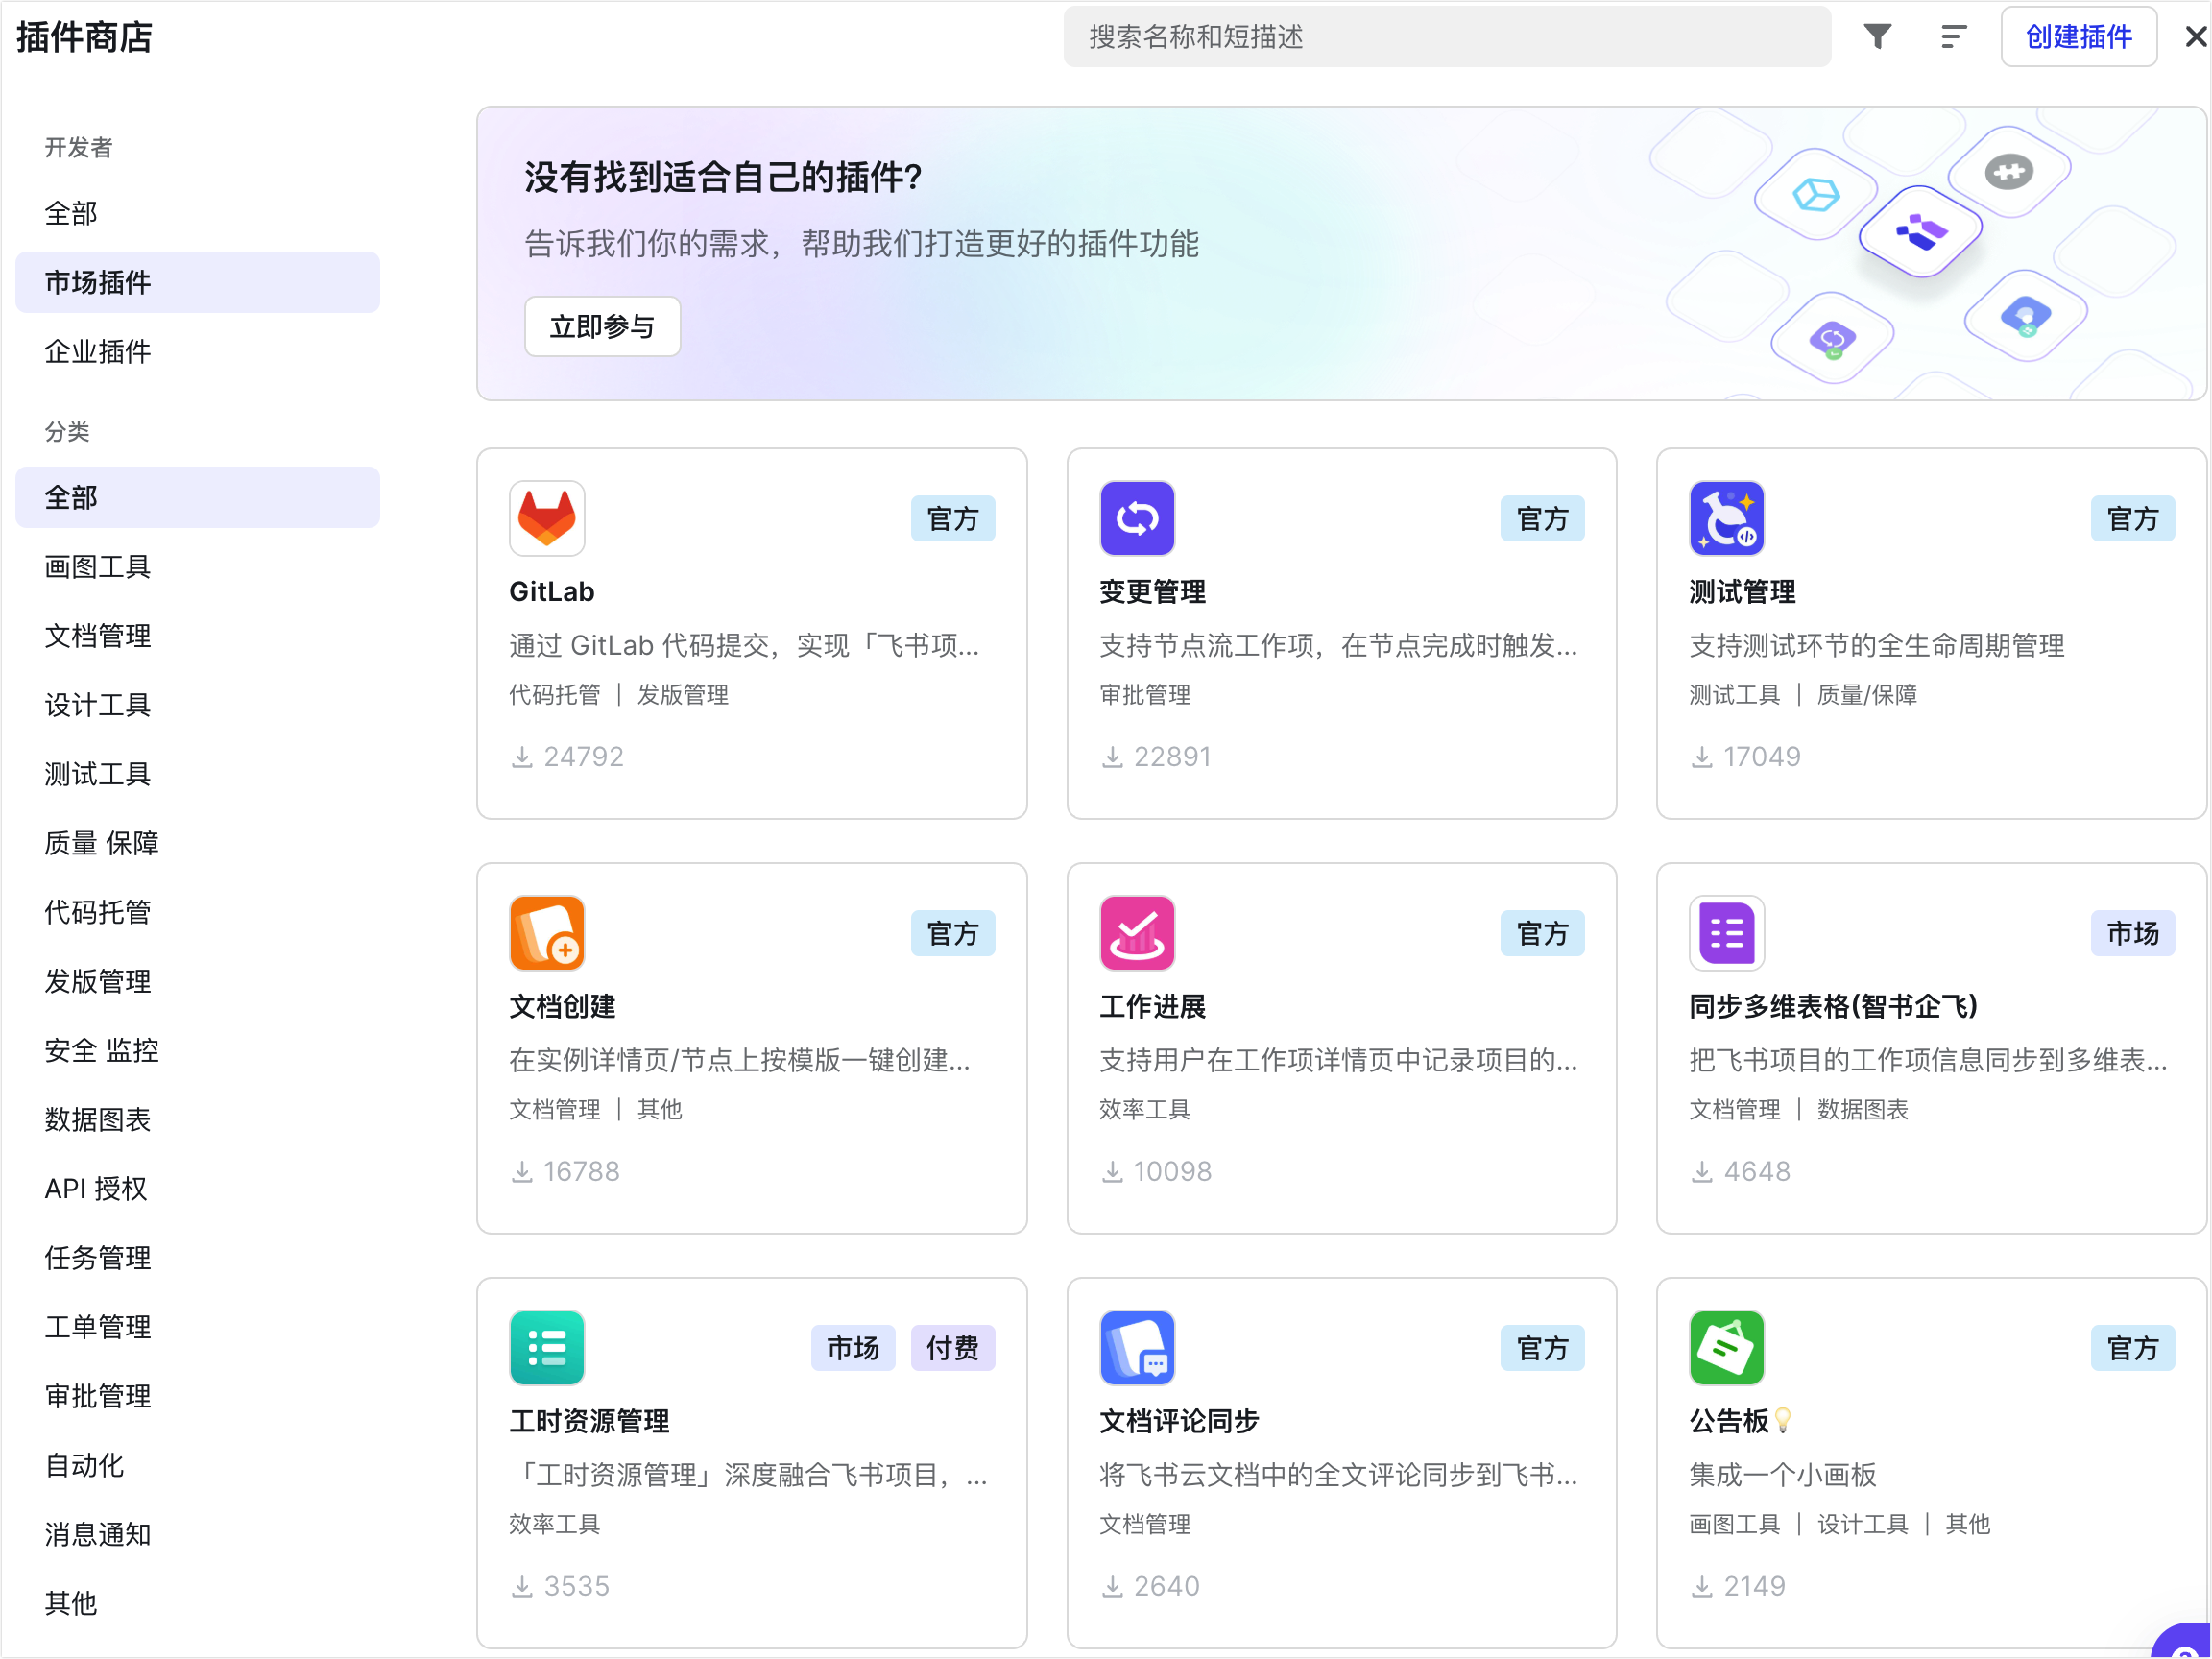 插件商店
搜索名称和短描述
创建插件
开发者
全部
市场插件
企业插件
分类
全部
画图工具
文档管理
设计工具
测试工具
质量 保障
代码托管
发版管理
安全 监控
数据图表
API 授权
任务管理
工单管理
审批管理
自动化
消息通知
其他
没有找到适合自己的插件?
告诉我们你的需求，帮助我们打造更好的插件功能
立即参与
官方
GitLab
通过 GitLab 代码提交，实现「飞书项...
代码托管 | 发版管理
24792
官方
变更管理
支持节点流工作项，在节点完成时触发...
审批管理
22891
官方
测试管理
支持测试环节的全生命周期管理
测试工具 | 质量/保障
17049
官方
文档创建
在实例详情页/节点上按模版一键创建...
文档管理 | 其他
16788
官方
工作进展
支持用户在工作项详情页中记录项目的...
效率工具
10098
市场
同步多维表格(智书企飞)
把飞书项目的工作项信息同步到多维表...
文档管理 | 数据图表
4648
市场 付费
工时资源管理
「工时资源管理」深度融合飞书项目，...
效率工具
3535
官方
文档评论同步
将飞书云文档中的全文评论同步到飞书...
文档管理
2640
官方
公告板💡
集成一个小画板
画图工具 | 设计工具 | 其他
2149